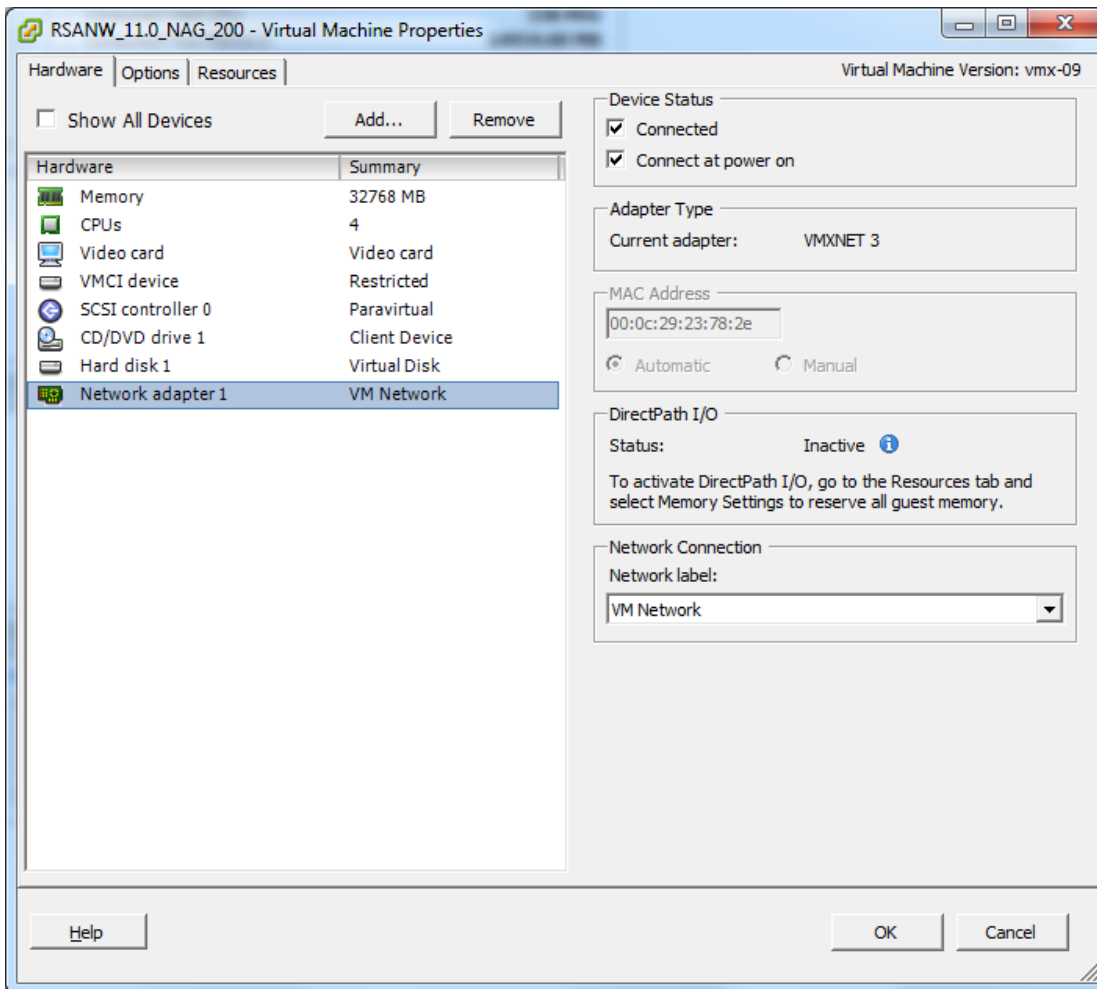 RSANW_11.0_NAG_200 - Virtual Machine Properties
Hardware Options Resources
Virtual Machine Version: vmx-09
Show All Devices
Add...
Remove
Hardware Summary
Memory 32768 MB
CPUs 4
Video card Video card
VMCI device Restricted
SCSI controller 0 Paravirtual
CD/DVD drive 1 Client Device
Hard disk 1 Virtual Disk
Network adapter 1 VM Network
Device Status
Connected
Connect at power on
Adapter Type
Current adapter: VMXNET 3
MAC Address
00:0c:29:23:78:2e
Automatic Manual
DirectPath I/O
Status: Inactive
To activate DirectPath I/O, go to the Resources tab and
select Memory Settings to reserve all guest memory.
Network Connection
Network label:
VM Network
Help
OK
Cancel